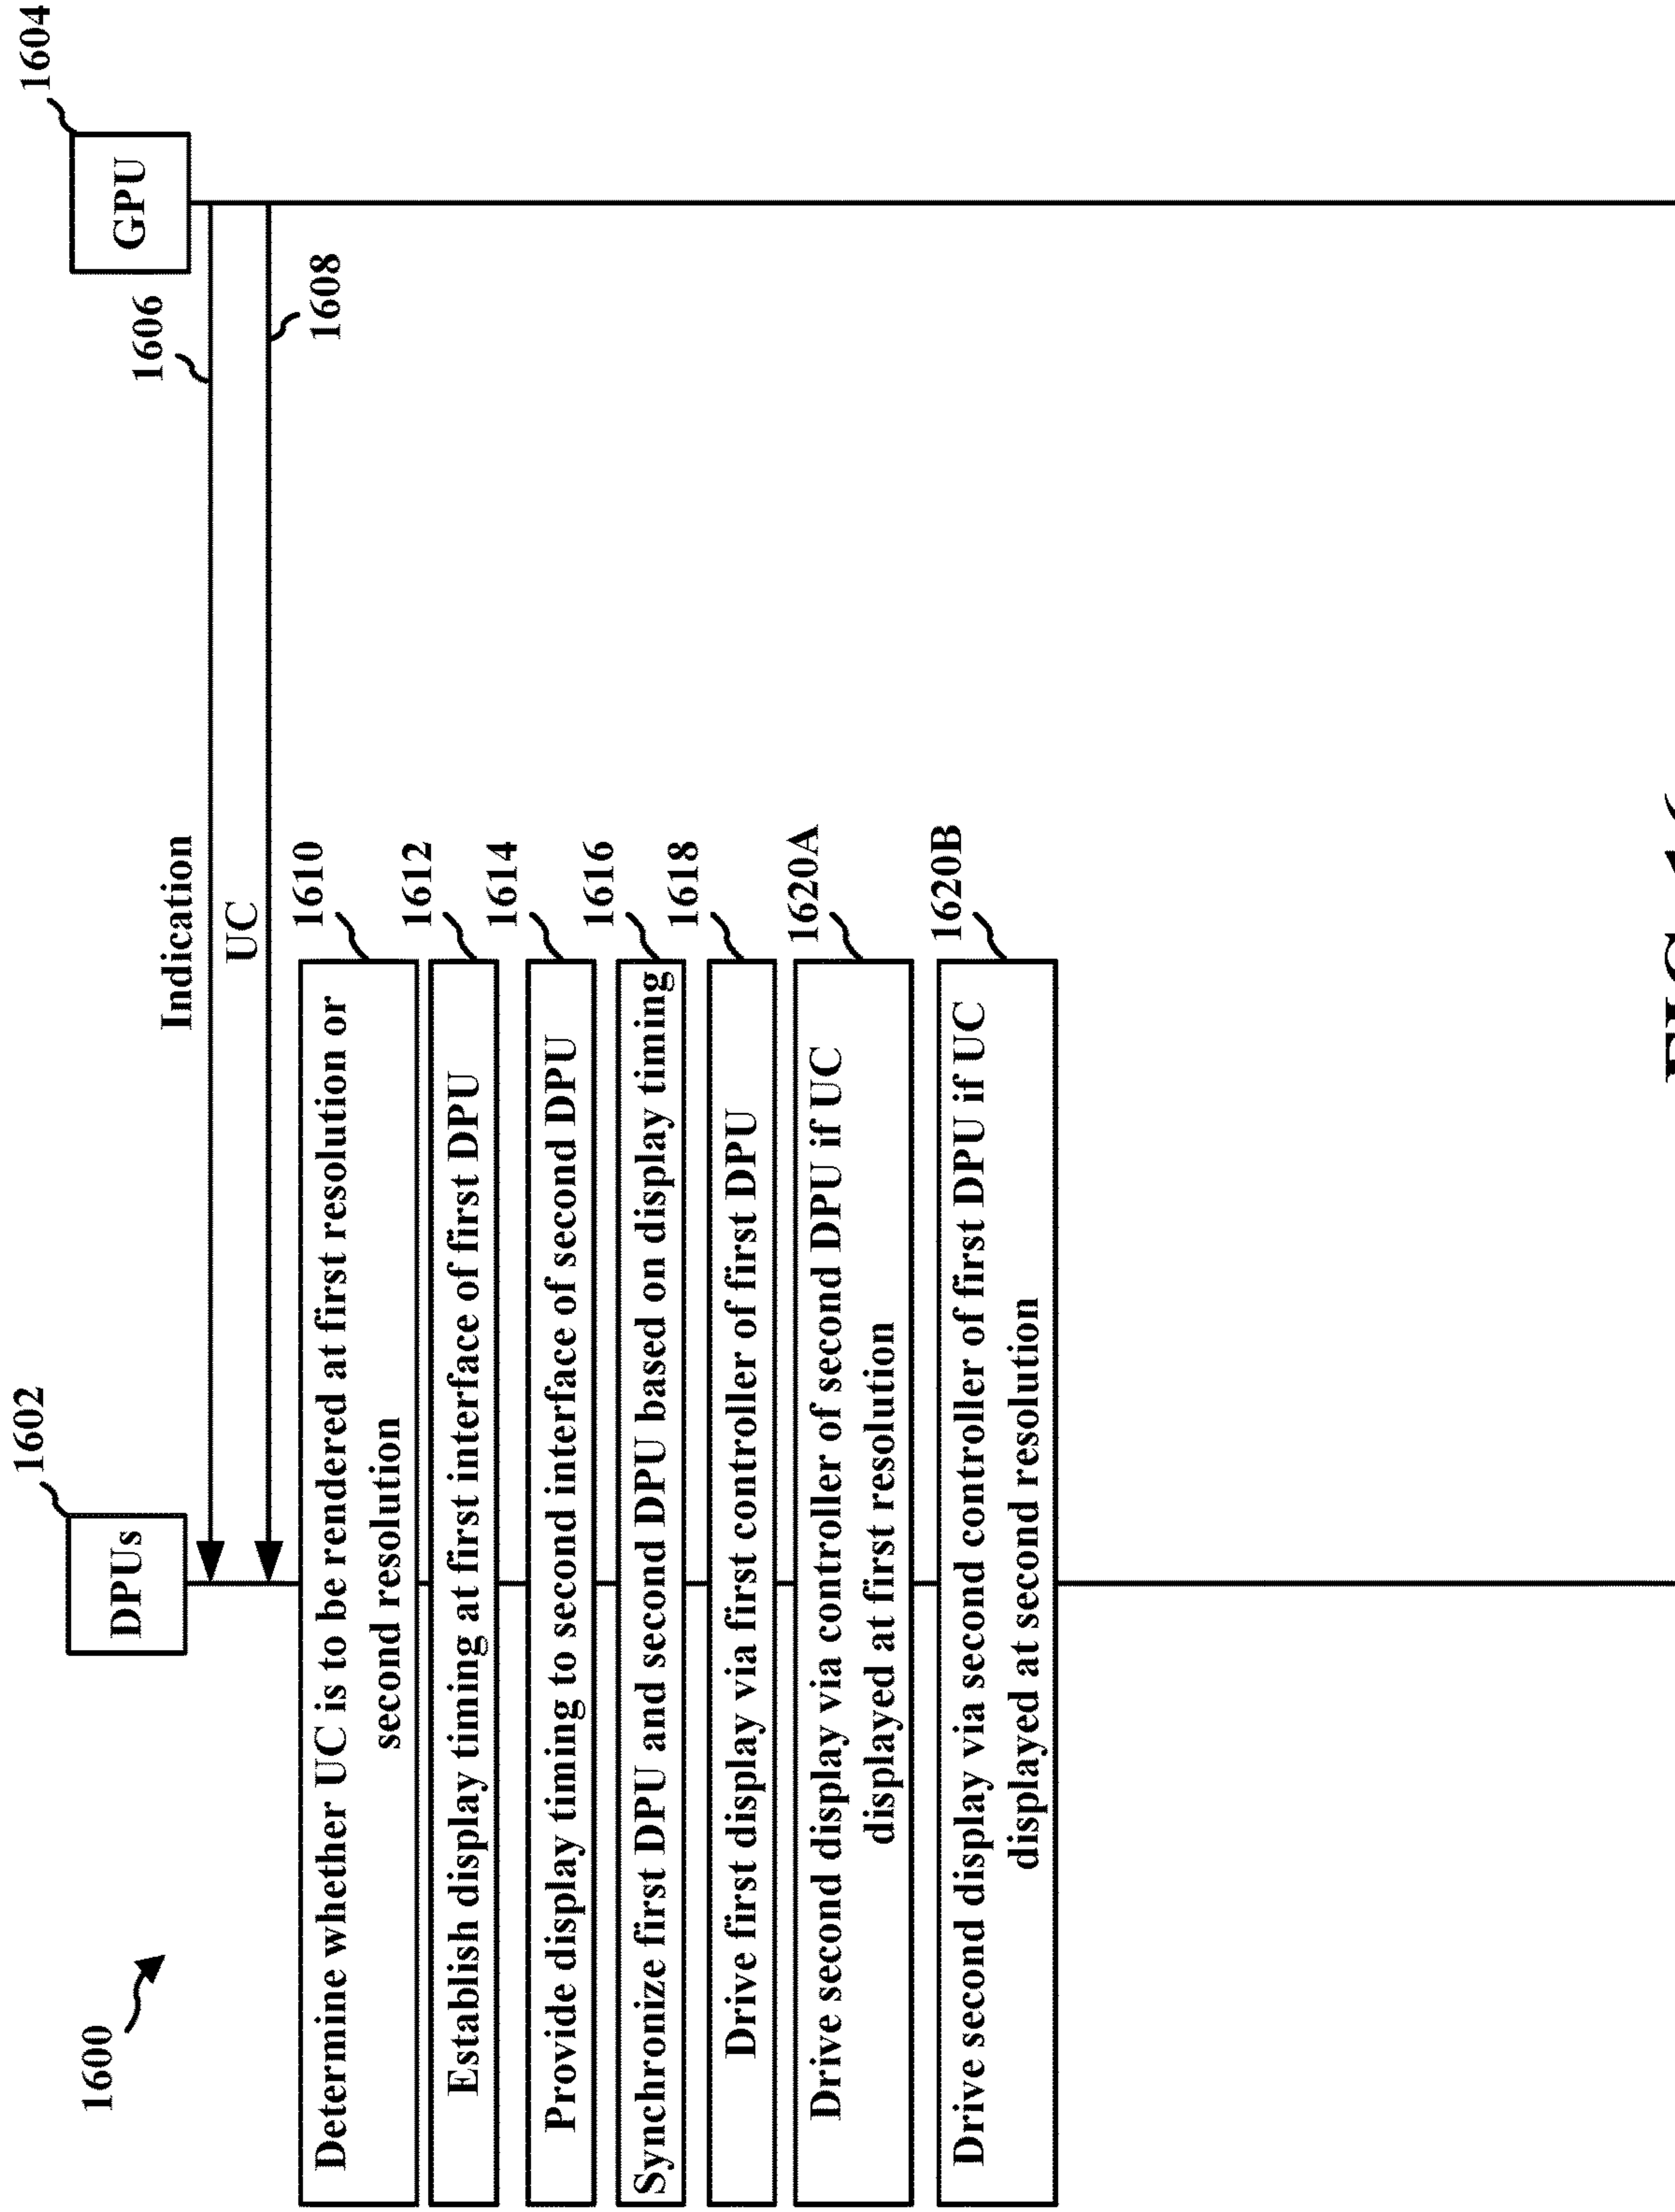 1600
1602
DPUs
1604
GPU
Indication
1606
UC
1608
1610
Determine whether UC is to be rendered at first resolution or
second resolution
1612
Establish display timing at first interface of first DPU
1614
Provide display timing to second interface of second DPU
1616
Synchronize first DPU and second DPU based on display timing
1618
Drive first display via first controller of first DPU
1620A
Drive second display via controller of second DPU if UC
displayed at first resolution
1620B
Drive second display via second controller of first DPU if UC
displayed at second resolution